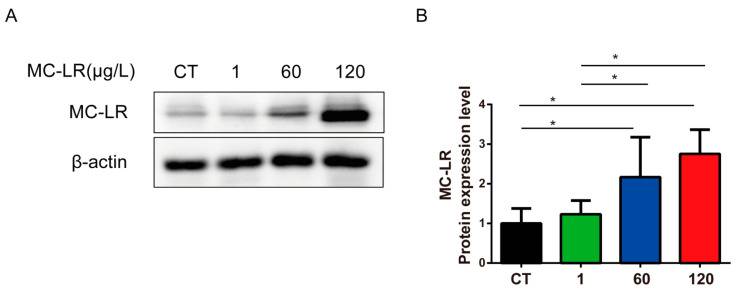 A
MC-LR(μg/L) CT 1 60 120
MC-LR
β-actin
B
*
*
*
*
MC-LR
Protein expression level
4
3
2
1
0
CT 1 60 120